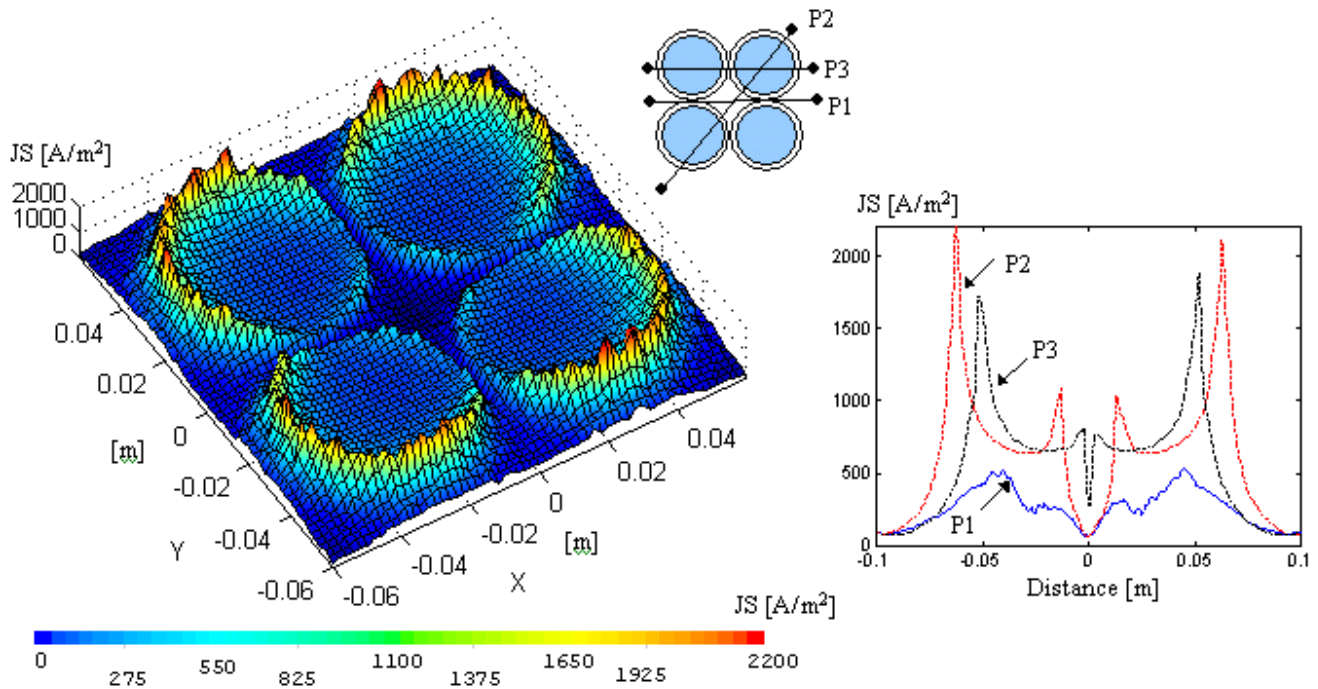 JS [A/m²]
2000
1000
0
0.04
0.02
0
-0.02
-0.04
-0.06
[m]
Y
-0.06
-0.04
-0.02
0
0.02
0.04
[m]
X
P2
P3
P1
JS [A/m²]
2000
1500
1000
500
0
P2
P3
P1
-0.1
-0.05
0
0.05
0.1
Distance [m]
JS [A/m²]
0
275
550
825
1100
1375
1650
1925
2200